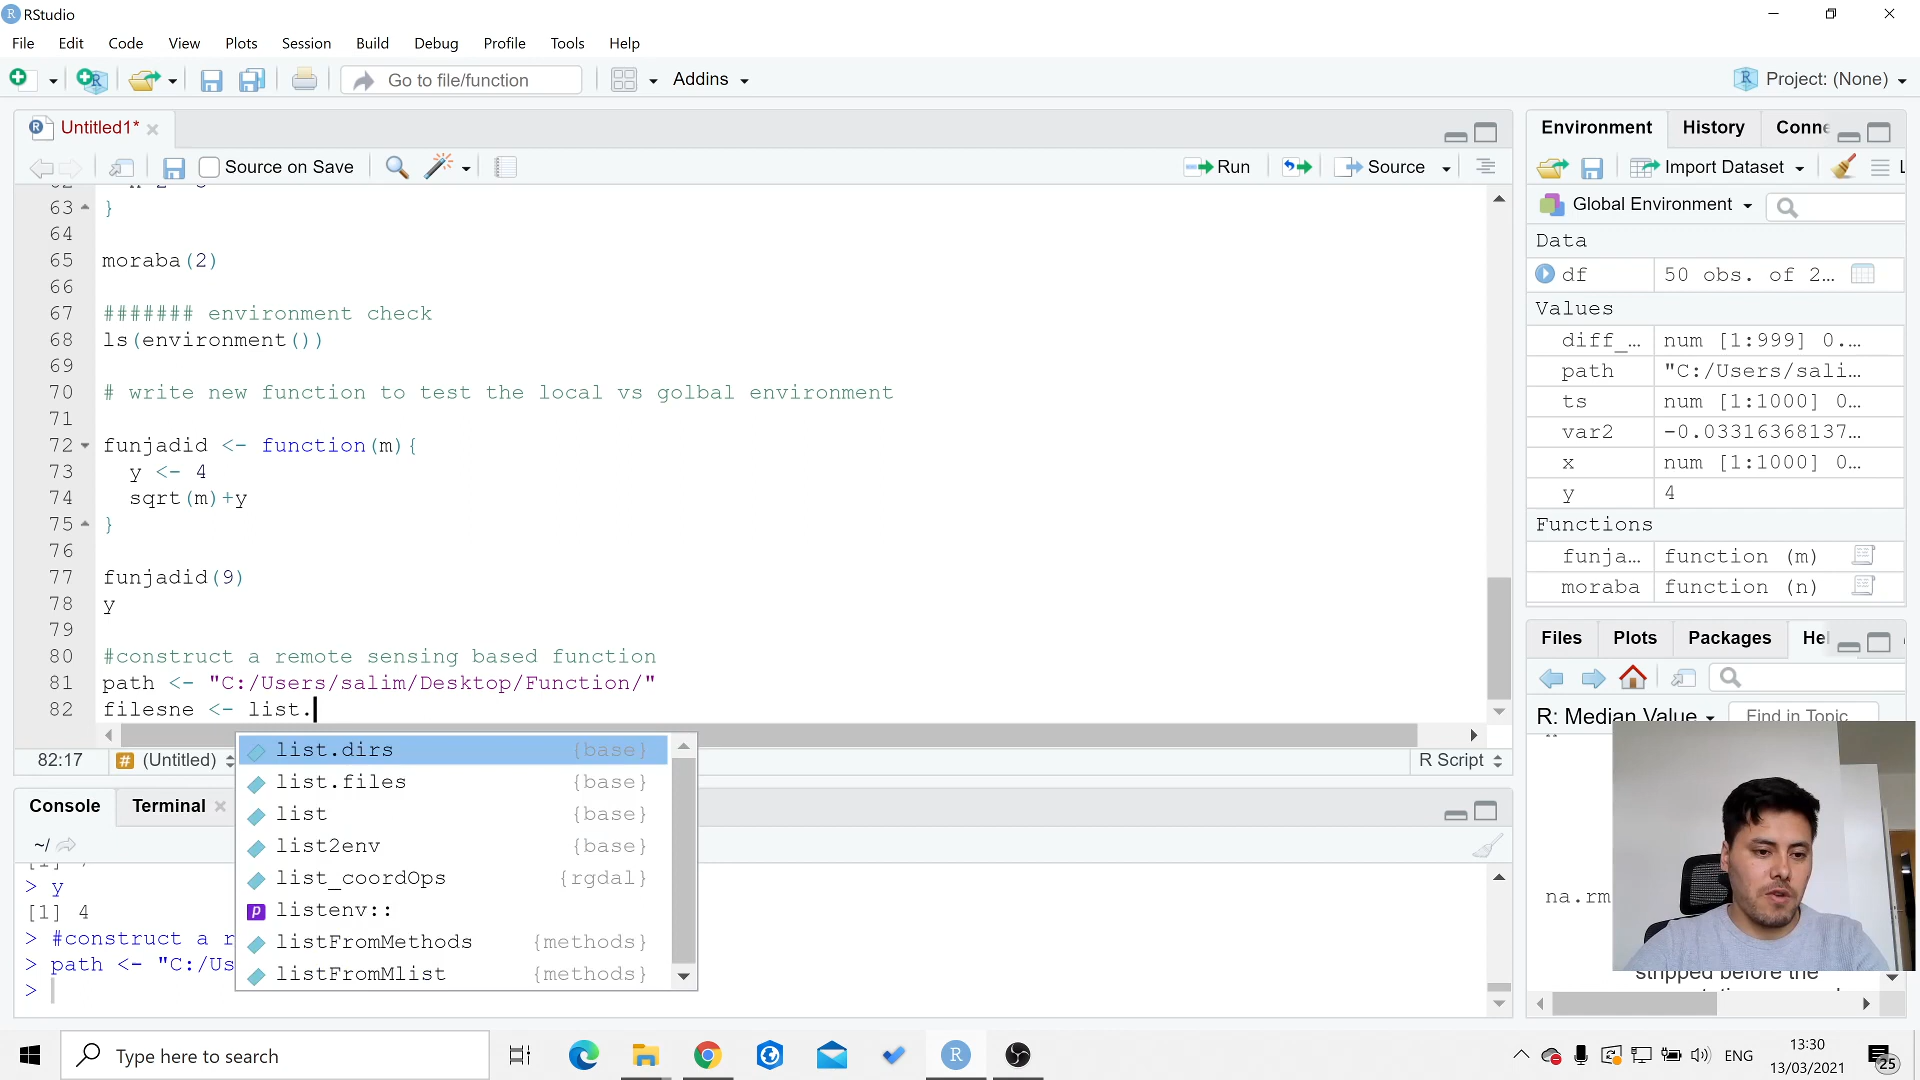 RStudio
File Edit Code View Plots Session Build Debug Profile Tools Help
Go to file/function Addins Project: (None)
Untitled1*
Source on Save Run Source
63 }
64
65 moraba(2)
66
67 ####### environment check
68 ls(environment())
69
70 # write new function to test the local vs golbal environment
71
72 funjadid <- function(m){
73 y <- 4
74 sqrt(m)+y
75 }
76
77 funjadid(9)
78 y
79
80 #construct a remote sensing based function
81 path <- "C:/Users/salim/Desktop/Function/"
82 filesne <- list.
82:17 # (Untitled) R Script
list.dirs {base}
list.files {base}
list {base}
list2env {base}
list_coordOps {rgdal}
listenv::
listFromMethods {methods}
listFromMlist {methods}
Console Terminal
~/
> y
[1] 4
> #construct a r
> path <- "C:/Us
>
Environment History Conne
Import Dataset L
Global Environment
Data
df 50 obs. of 2…
Values
diff_… num [1:999] 0.…
path "C:/Users/sali…
ts num [1:1000] 0…
var2 -0.03316368137…
x num [1:1000] 0…
y 4
Functions
funja… function (m)
moraba function (n)
Files Plots Packages Hel
R: Median Value Find in Topic
na.rm
stripped before the
Type here to search
ENG
13:30
13/03/2021
25